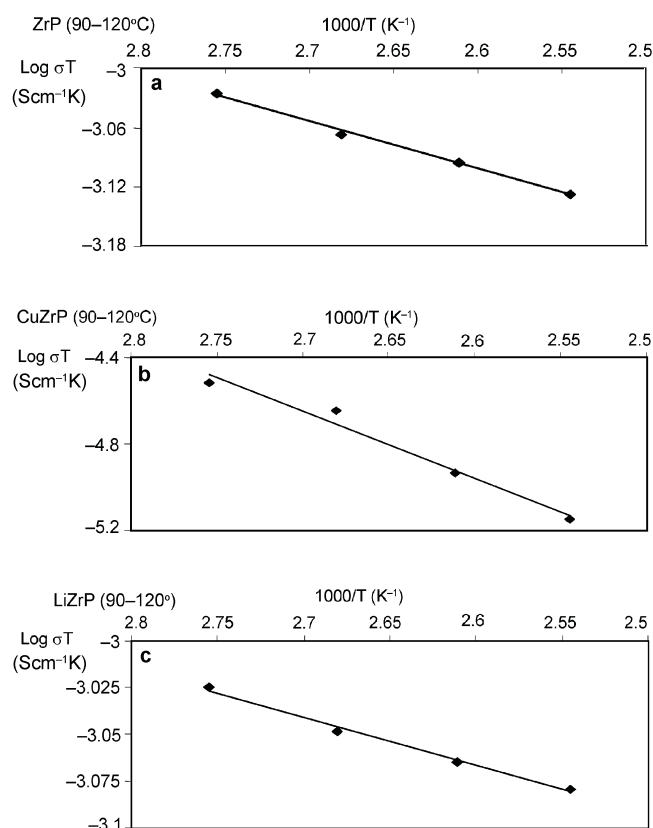 ZrP (90–120°C) 1000/T (K⁻¹)
2.8 2.75 2.7 2.65 2.6 2.55 2.5
Log σT –3
(Scm⁻¹K) a
–3.06
–3.12
–3.18
CuZrP (90–120°C) 1000/T (K⁻¹)
2.8 2.75 2.7 2.65 2.6 2.55 2.5
Log σT –4.4
(Scm⁻¹K) b
–4.8
–5.2
LiZrP (90–120°) 1000/T (K⁻¹)
2.8 2.75 2.7 2.65 2.6 2.55 2.5
Log σT –3
(Scm⁻¹K) c
–3.025
–3.05
–3.075
–3.1